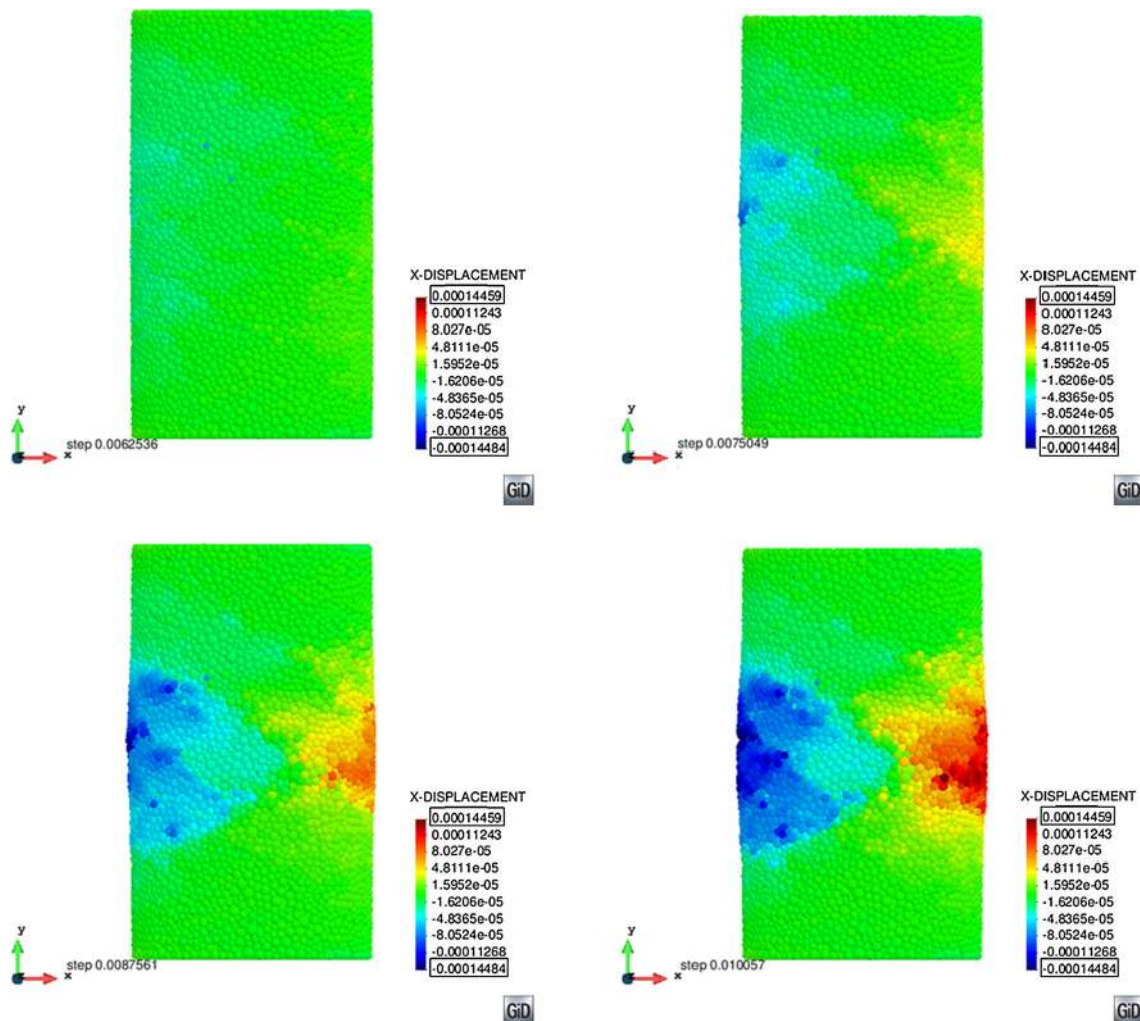 X-DISPLACEMENT
0.00014459
0.00011243
8.027e-05
4.8111e-05
1.5952e-05
-1.6206e-05
-4.8365e-05
-8.0524e-05
-0.00011268
-0.00014484
y
x
step 0.0062536
GiD
X-DISPLACEMENT
0.00014459
0.00011243
8.027e-05
4.8111e-05
1.5952e-05
-1.6206e-05
-4.8365e-05
-8.0524e-05
-0.00011268
-0.00014484
y
x
step 0.0075049
GiD
X-DISPLACEMENT
0.00014459
0.00011243
8.027e-05
4.8111e-05
1.5952e-05
-1.6206e-05
-4.8365e-05
-8.0524e-05
-0.00011268
-0.00014484
y
x
step 0.0087561
GiD
X-DISPLACEMENT
0.00014459
0.00011243
8.027e-05
4.8111e-05
1.5952e-05
-1.6206e-05
-4.8365e-05
-8.0524e-05
-0.00011268
-0.00014484
y
x
step 0.010057
GiD